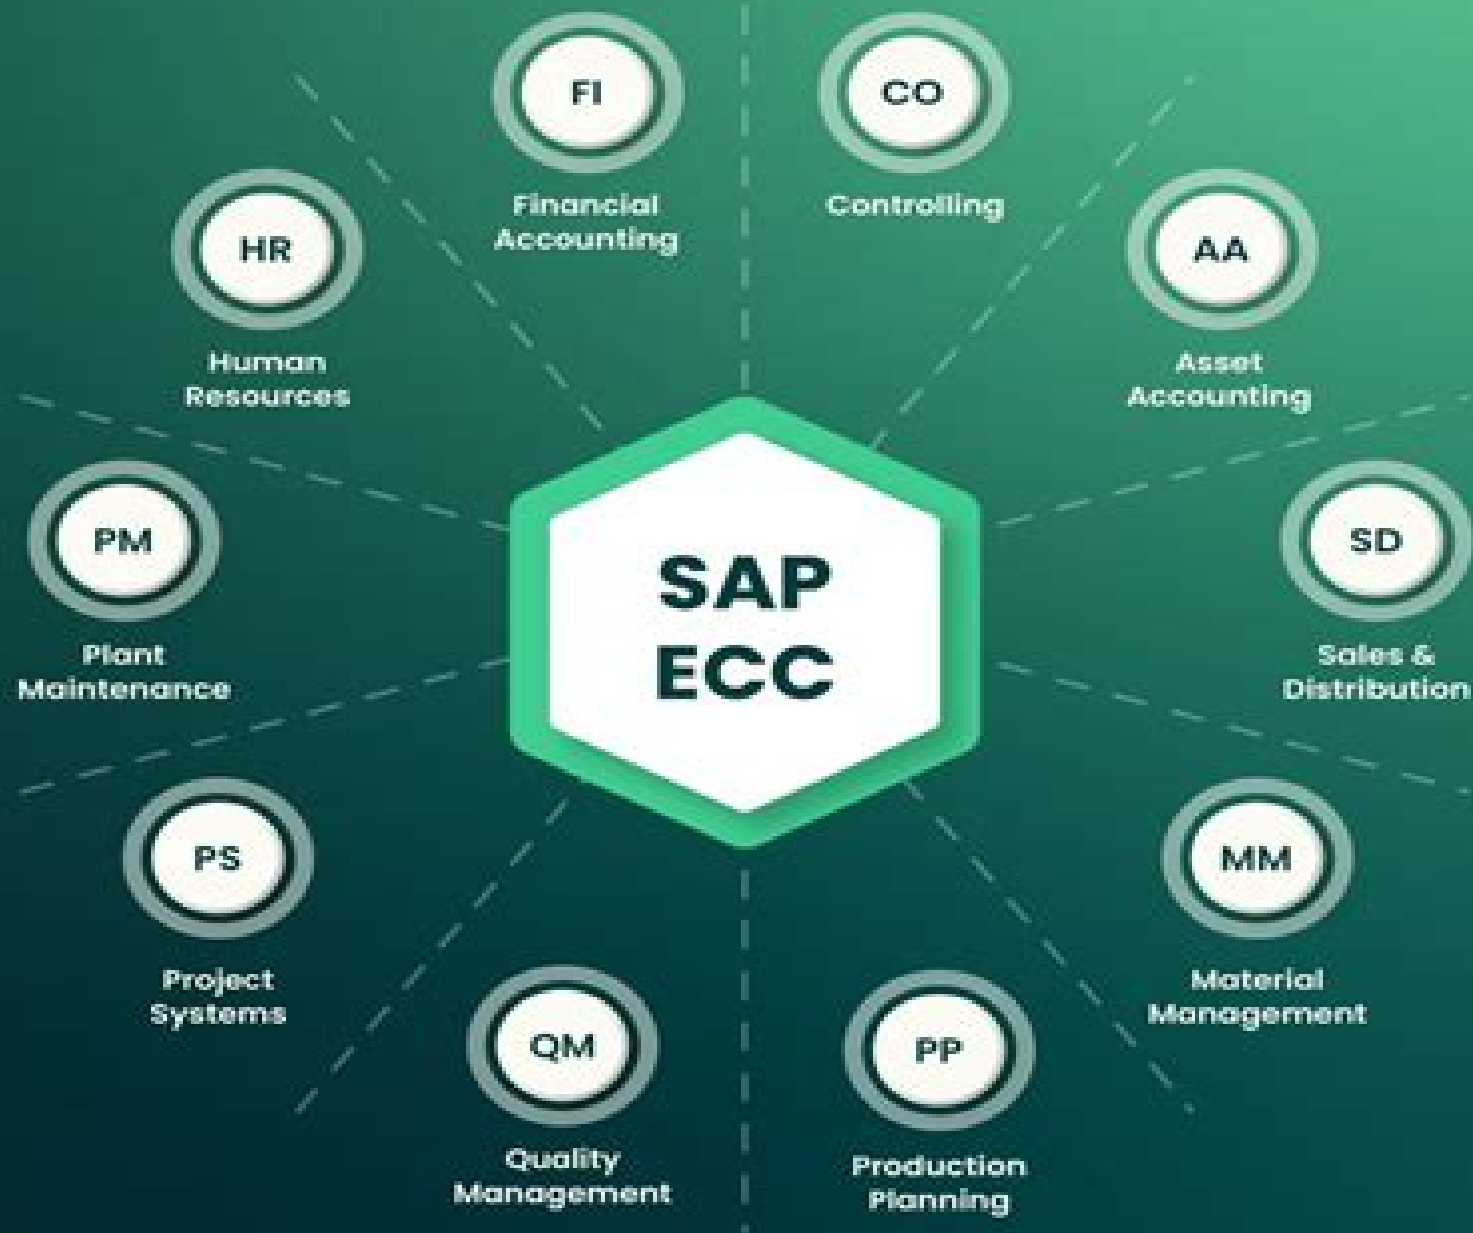 FI
Financial
Accounting
CO
Controlling
HR
Human
Resources
AA
Asset
Accounting
PM
Plant
Maintenance
SAP
ECC
SD
Sales &
Distribution
PS
Project
Systems
MM
Material
Management
QM
Quality
Management
PP
Production
Planning